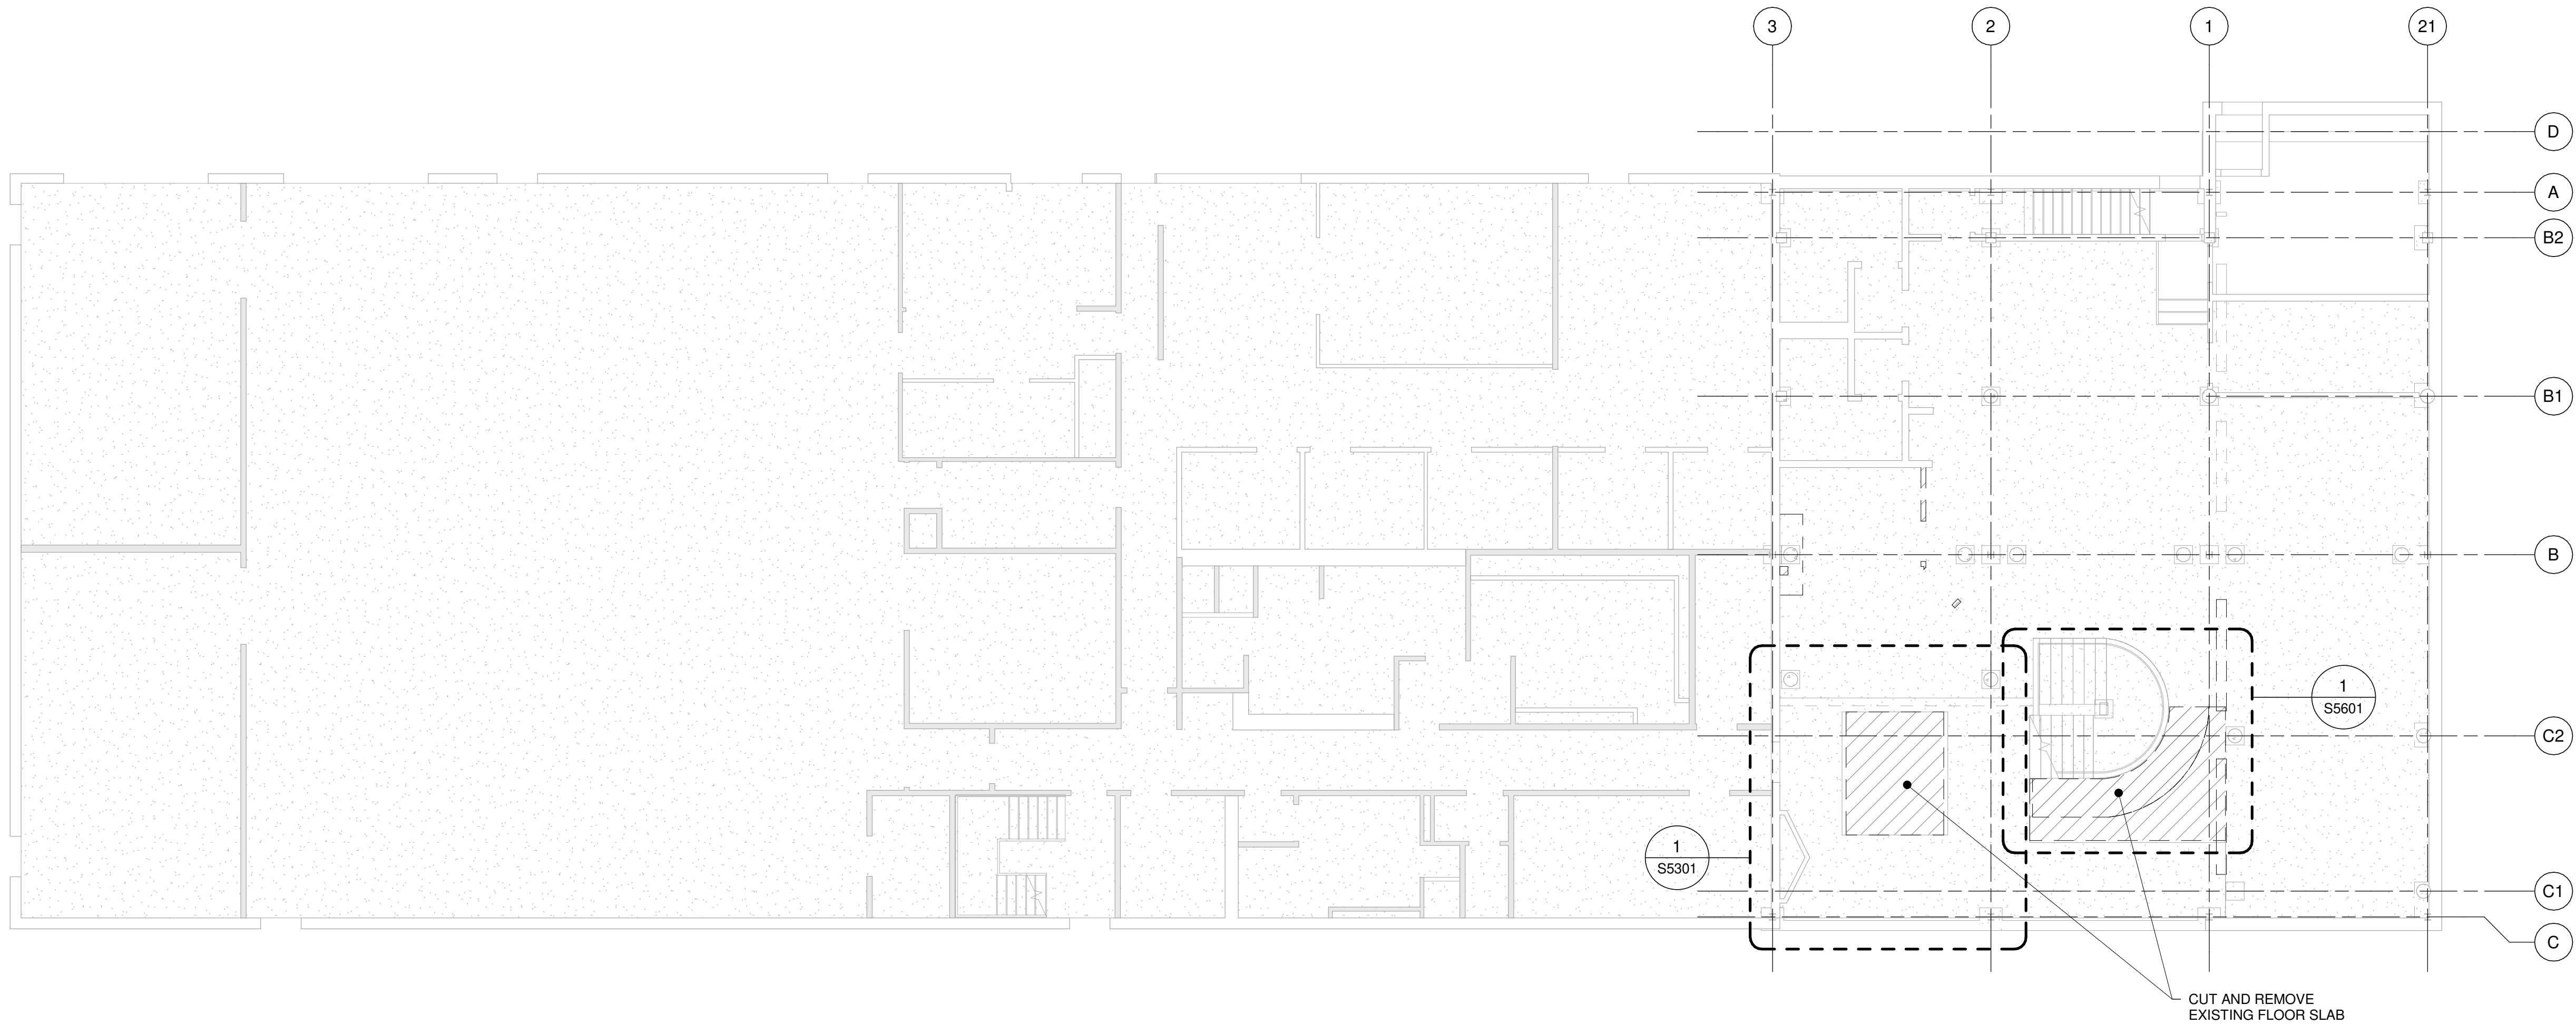 3
2
1
21
D
A
B2
B1
B
1
S5601
C2
1
S5301
C1
C
CUT AND REMOVE
EXISTING FLOOR SLAB